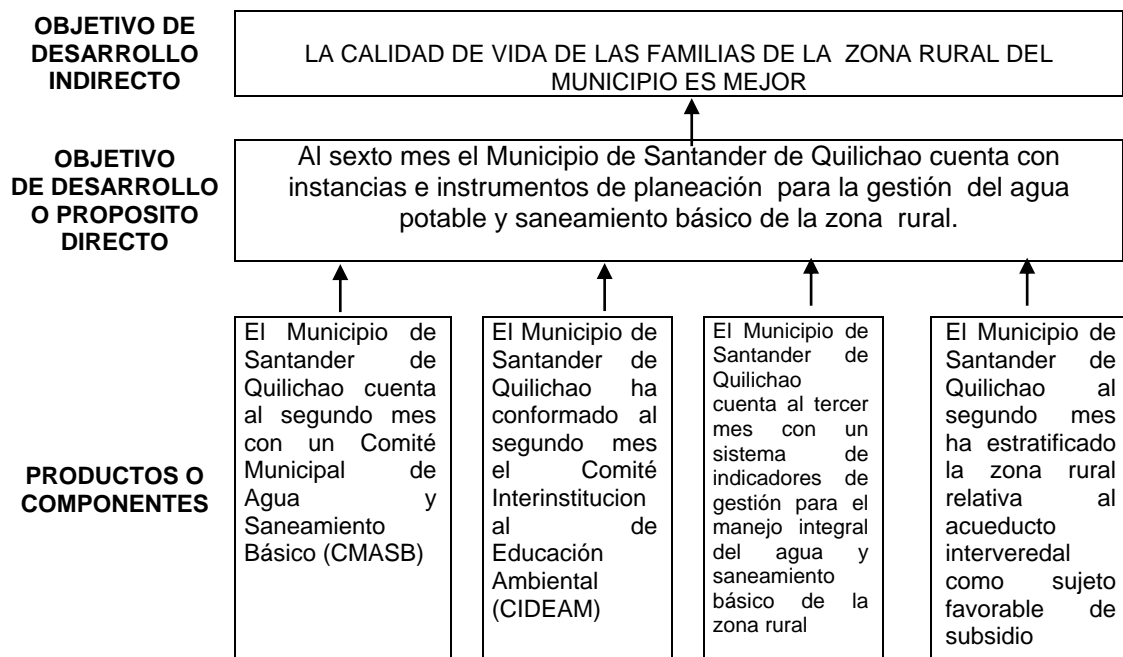 OBJETIVO DE
DESARROLLO
INDIRECTO
LA CALIDAD DE VIDA DE LAS FAMILIAS DE LA ZONA RURAL DEL
MUNICIPIO ES MEJOR
OBJETIVO
DE DESARROLLO
O PROPOSITO
DIRECTO
Al sexto mes el Municipio de Santander de Quilichao cuenta con
instancias e instrumentos de planeación para la gestión del agua
potable y saneamiento básico de la zona rural.
PRODUCTOS O
COMPONENTES
El Municipio de
Santander de
Quilichao cuenta
al segundo mes
con un Comité
Municipal de
Agua y
Saneamiento
Básico (CMASB)
El Municipio de
Santander de
Quilichao ha
conformado al
segundo mes
el Comité
Interinstitucion
al de
Educación
Ambiental
(CIDEAM)
El Municipio de
Santander de
Quilichao
cuenta al tercer
mes con un
sistema de
indicadores de
gestión para el
manejo integral
del agua y
saneamiento
básico de la
zona rural
El Municipio de
Santander de
Quilichao al
segundo mes
ha estratificado
la zona rural
relativa al
acueducto
interveredal
como sujeto
favorable de
subsidio